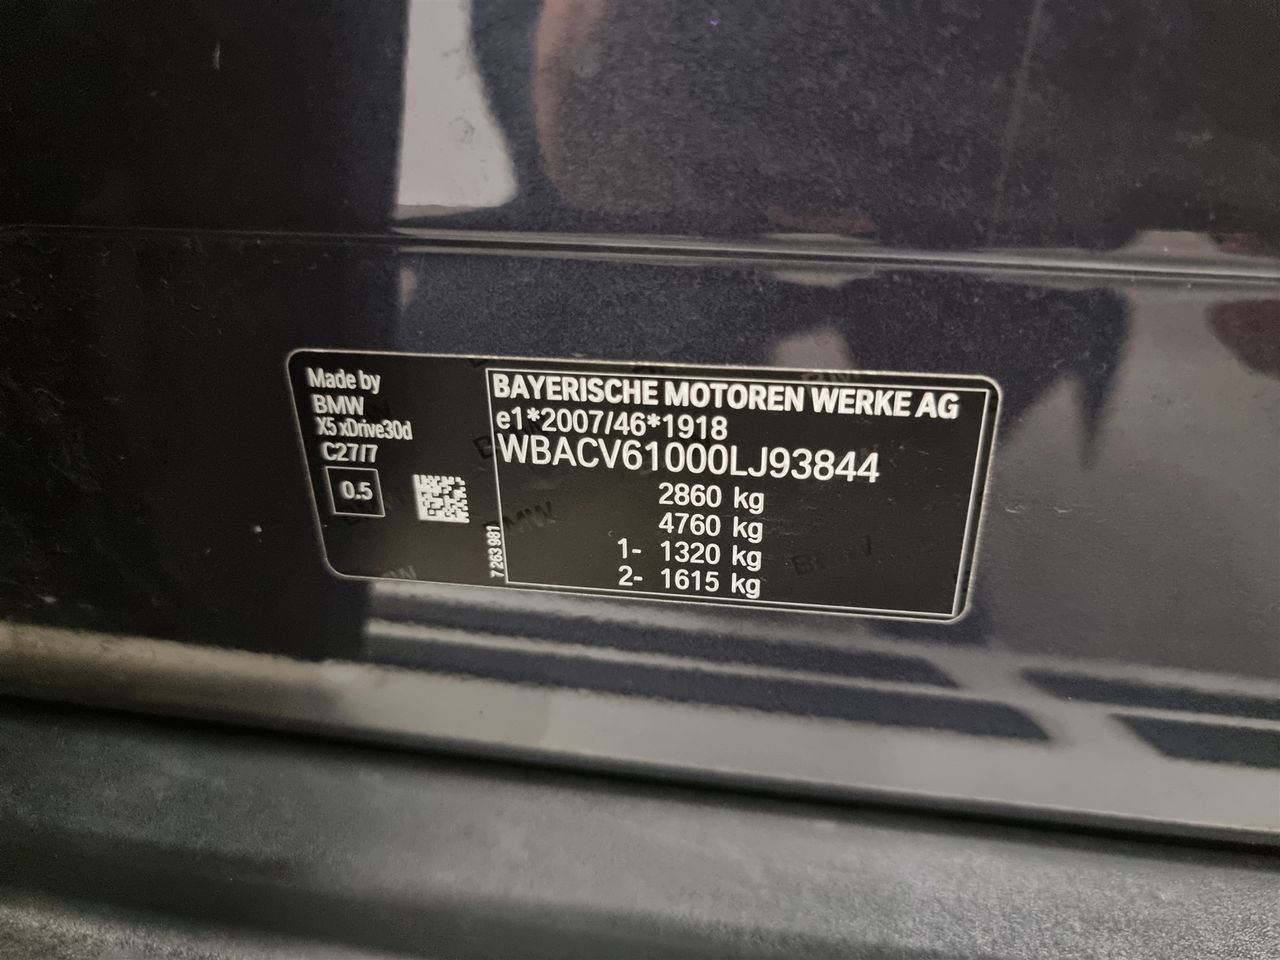 Made by
BMW
X5 xDrive30d
C27/7
0.5
7 263 981
BAYERISCHE MOTOREN WERKE AG
e1*2007/46*1918
WBACV61000LJ93844
2860 kg
4760 kg
1- 1320 kg
2- 1615 kg